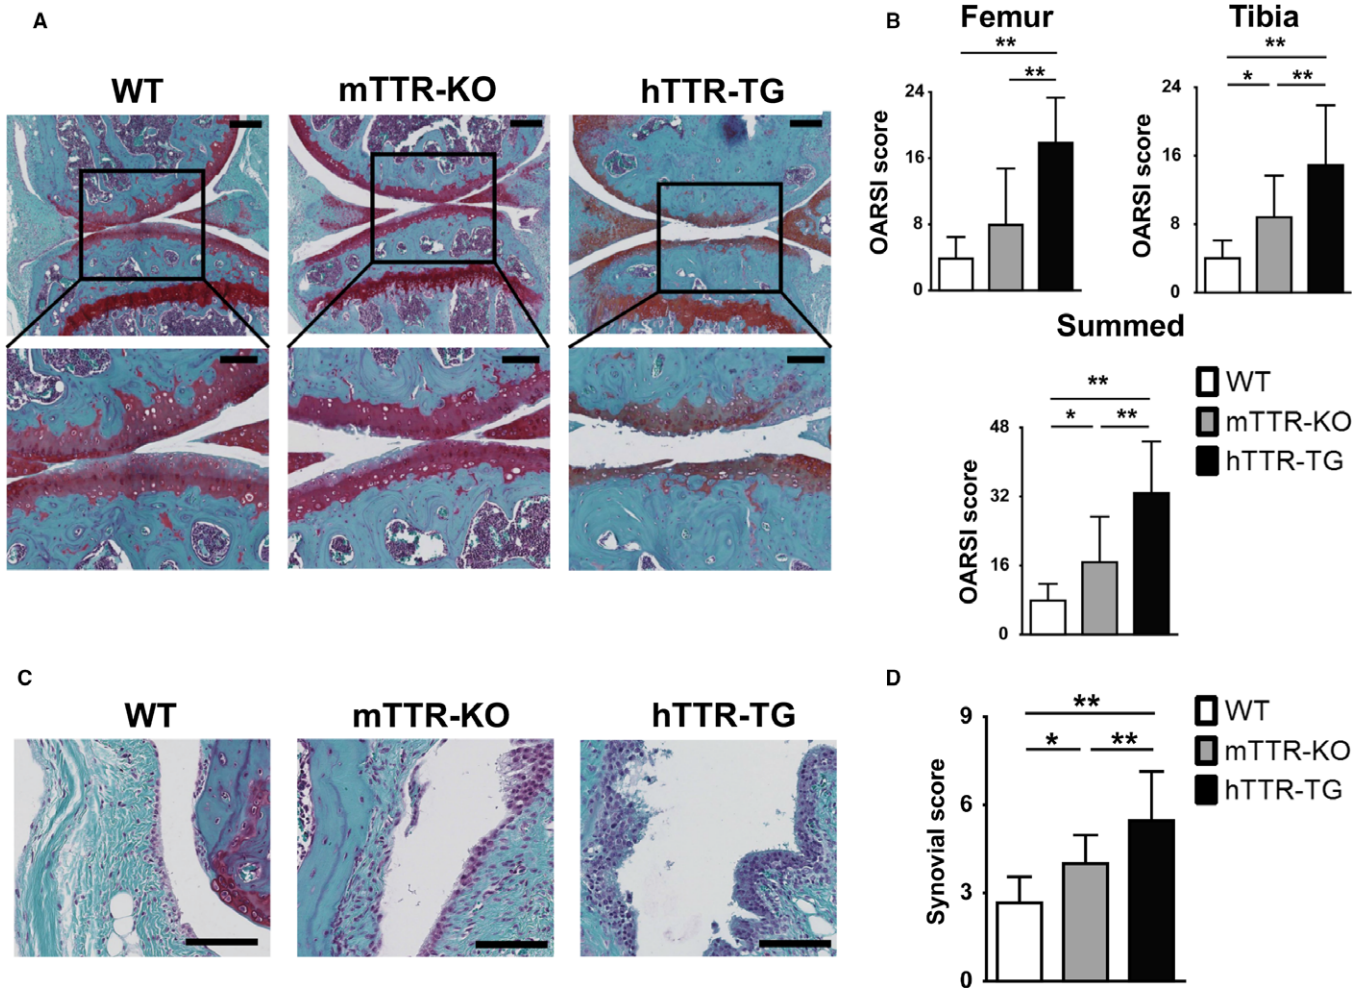 A
WT
mTTR-KO
hTTR-TG
B
Femur
**
**
24
16
8
0
OARSI score
Tibia
**
* **
24
16
8
0
OARSI score
Summed
**
* **
48
32
16
0
OARSI score
WT
mTTR-KO
hTTR-TG
C
WT
mTTR-KO
hTTR-TG
D
**
* **
9
6
3
0
Synovial score
WT
mTTR-KO
hTTR-TG